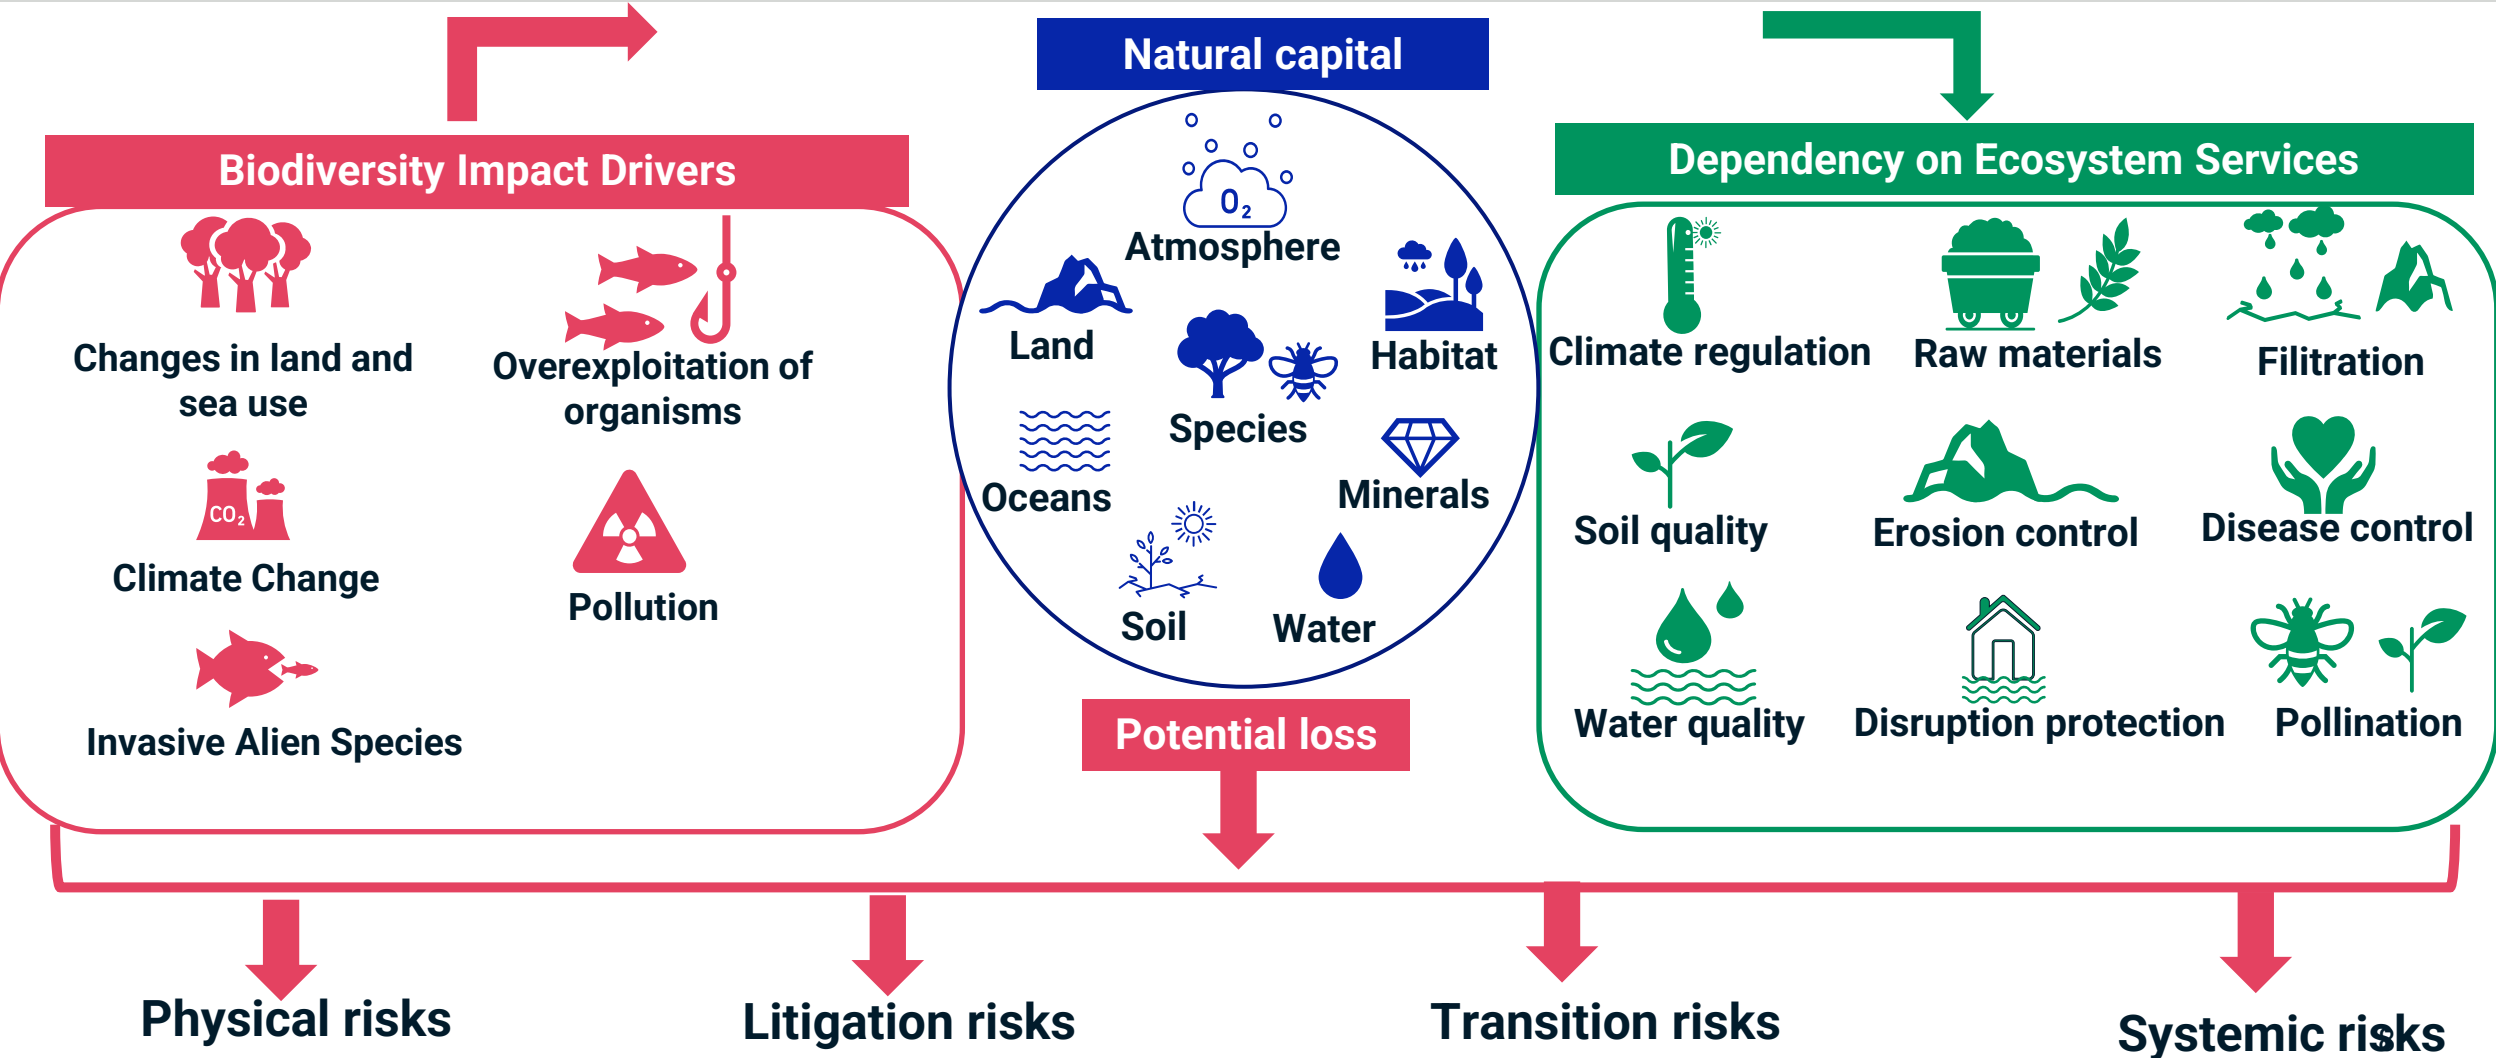 Natural capital
Biodiversity Impact Drivers
Changes in land and
sea use
Overexploitation of
organisms
CO2
Climate Change
Pollution
Invasive Alien Species
O2
Atmosphere
Land
Habitat
Species
Oceans
Minerals
Soil
Water
Potential loss
Dependency on Ecosystem Services
Climate regulation
Raw materials
Filitration
Soil quality
Erosion control
Disease control
Water quality
Disruption protection
Pollination
Physical risks
Litigation risks
Transition risks
Systemic risks